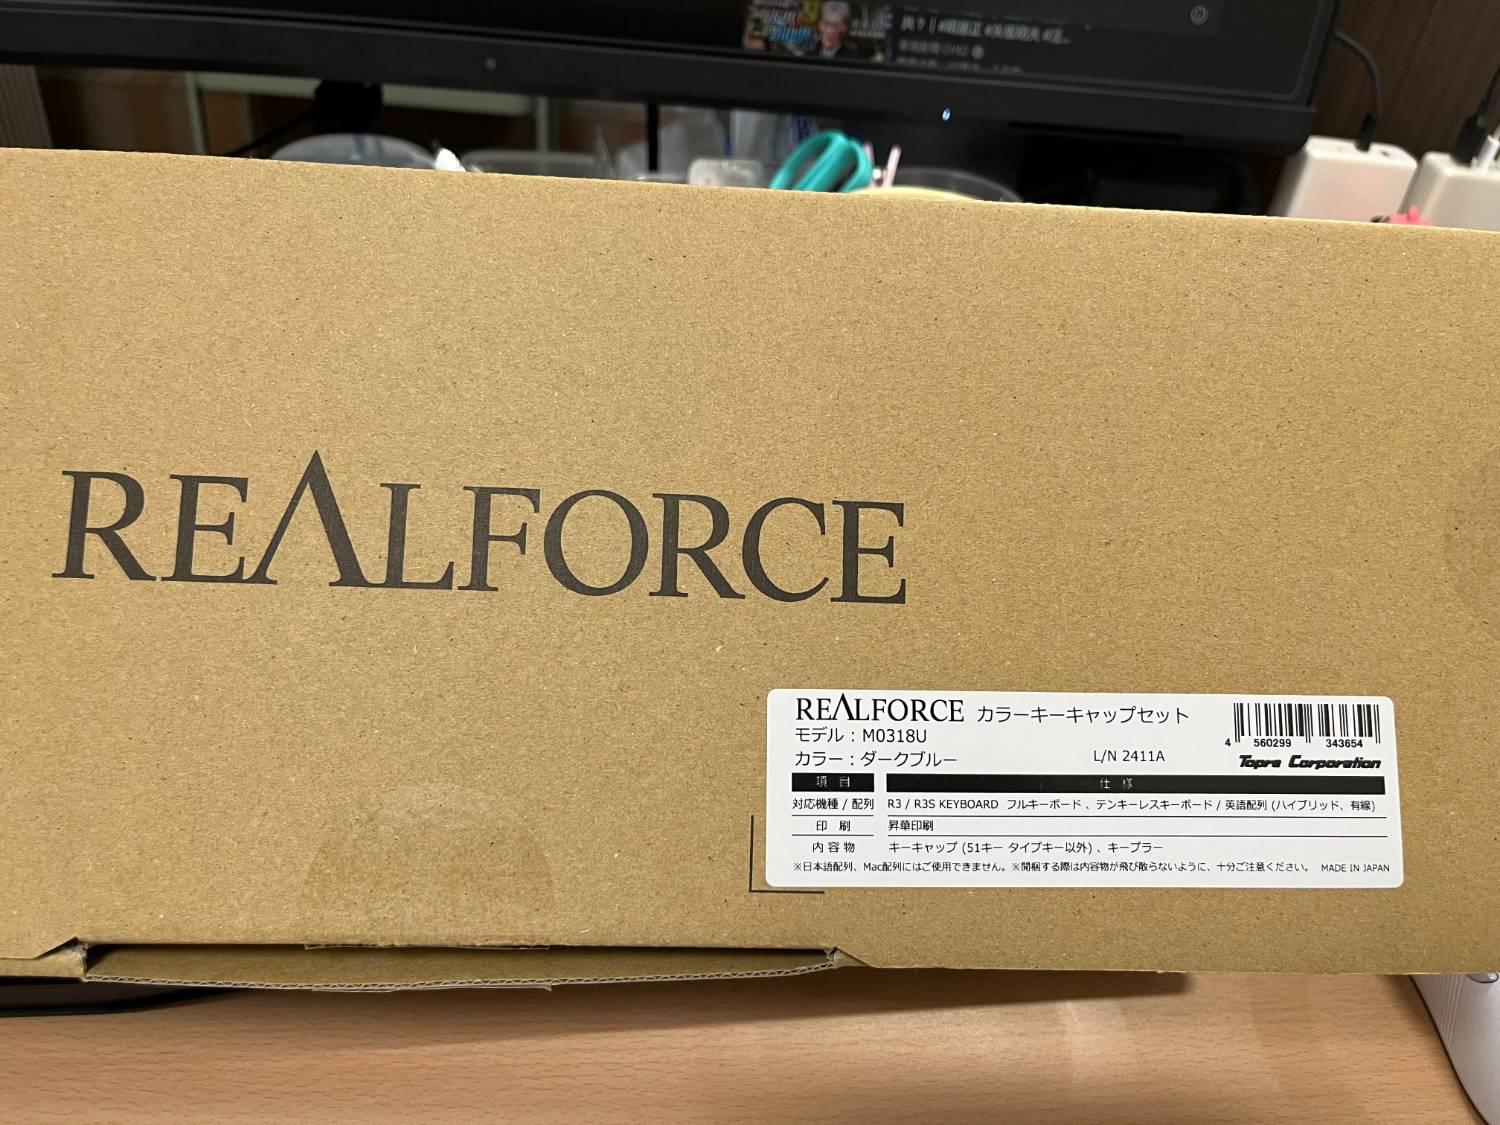 REALFORCE
REALFORCE カラーキーキャップセット
モデル：M0318U
カラー：ダークブルー
L/N 2411A
4 560299 343654
Topre Corporation
項 目 仕 様
対応機種 / 配列 R3 / R3S KEYBOARD フルキーボード 、テンキーレスキーボード / 英語配列 (ハイブリッド、有線)
印 刷 昇華印刷
内 容 物 キーキャップ (51キー タイプキー以外) 、キープラー
※日本語配列、Mac配列にはご使用できません。※開梱する際は内容物が飛び散らないように、十分ご注意ください。 MADE IN JAPAN